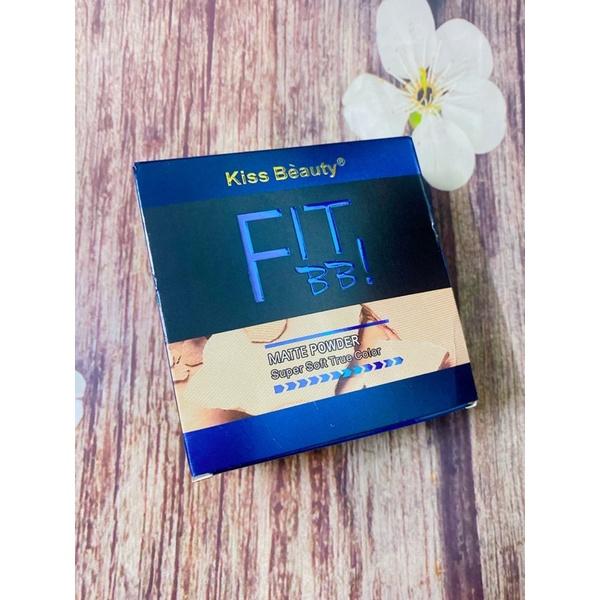 Kiss Bèauty®
FIT
BB!
MATTE POWDER
Super Soft True Color